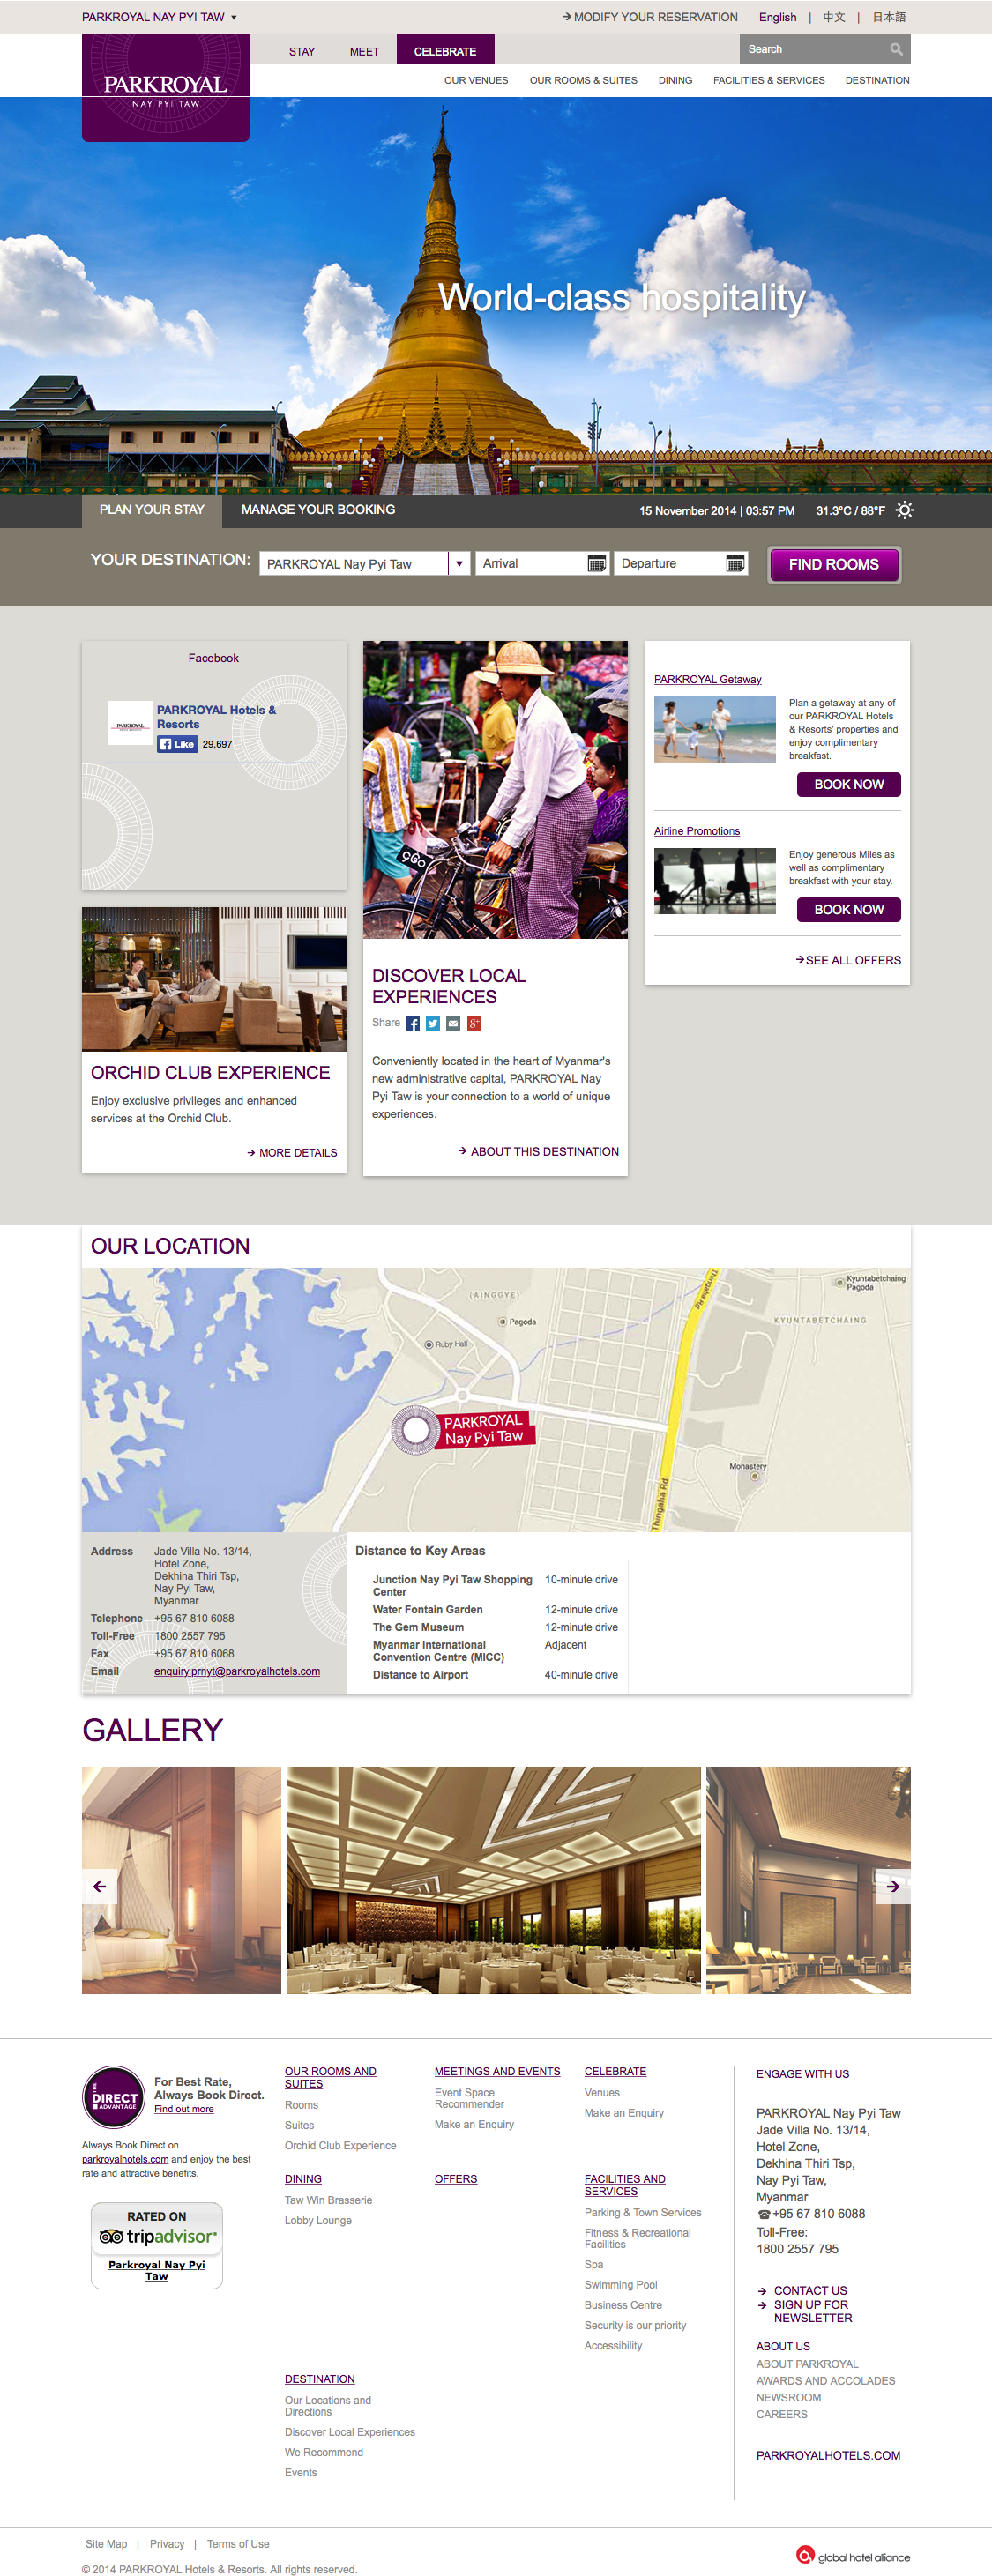 PARKROYAL NAY PYI TAW
MODIFY YOUR RESERVATION
English | 中文 | 日本語
PARKROYAL
NAY PYI TAW
STAY
MEET
CELEBRATE
Search
OUR VENUES
OUR ROOMS & SUITES
DINING
FACILITIES & SERVICES
DESTINATION
World-class hospitality
PLAN YOUR STAY
MANAGE YOUR BOOKING
15 November 2014 | 03:57 PM
31.3°C / 88°F
YOUR DESTINATION:
PARKROYAL Nay Pyi Taw
Arrival
Departure
FIND ROOMS
Facebook
PARKROYAL
PARKROYAL Hotels &
Resorts
Like
29,697
ORCHID CLUB EXPERIENCE
Enjoy exclusive privileges and enhanced
services at the Orchid Club.
MORE DETAILS
DISCOVER LOCAL
EXPERIENCES
Share
Conveniently located in the heart of Myanmar's
new administrative capital, PARKROYAL Nay
Pyi Taw is your connection to a world of unique
experiences.
ABOUT THIS DESTINATION
PARKROYAL Getaway
Plan a getaway at any of
our PARKROYAL Hotels
& Resorts' properties and
enjoy complimentary
breakfast.
BOOK NOW
Airline Promotions
Enjoy generous Miles as
well as complimentary
breakfast with your stay.
BOOK NOW
SEE ALL OFFERS
OUR LOCATION
(AINGGYE)
Pagoda
Ruby Hall
Thingaha Rd
Kyuntabetchaing
Pagoda
KYUNTABETCHAING
PARKROYAL
Nay Pyi Taw
Monastery
Thingaha Rd
Address
Jade Villa No. 13/14,
Hotel Zone,
Dekhina Thiri Tsp,
Nay Pyi Taw,
Myanmar
Telephone +95 67 810 6088
Toll-Free 1800 2557 795
Fax +95 67 810 6068
Email enquiry.prnyt@parkroyalhotels.com
Distance to Key Areas
Junction Nay Pyi Taw Shopping
Center
10-minute drive
Water Fontain Garden 12-minute drive
The Gem Museum 12-minute drive
Myanmar International
Convention Centre (MICC)
Adjacent
Distance to Airport 40-minute drive
GALLERY
THE
DIRECT
ADVANTAGE
For Best Rate,
Always Book Direct.
Find out more
Always Book Direct on
parkroyalhotels.com and enjoy the best
rate and attractive benefits.
RATED ON
tripadvisor
Parkroyal Nay Pyi
Taw
OUR ROOMS AND
SUITES
Rooms
Suites
Orchid Club Experience
MEETINGS AND EVENTS
Event Space
Recommender
Make an Enquiry
CELEBRATE
Venues
Make an Enquiry
DINING
Taw Win Brasserie
Lobby Lounge
OFFERS
FACILITIES AND
SERVICES
Parking & Town Services
Fitness & Recreational
Facilities
Spa
Swimming Pool
Business Centre
Security is our priority
Accessibility
DESTINATION
Our Locations and
Directions
Discover Local Experiences
We Recommend
Events
ENGAGE WITH US
PARKROYAL Nay Pyi Taw
Jade Villa No. 13/14,
Hotel Zone,
Dekhina Thiri Tsp,
Nay Pyi Taw,
Myanmar
+95 67 810 6088
Toll-Free:
1800 2557 795
CONTACT US
SIGN UP FOR
NEWSLETTER
ABOUT US
ABOUT PARKROYAL
AWARDS AND ACCOLADES
NEWSROOM
CAREERS
PARKROYALHOTELS.COM
Site Map | Privacy | Terms of Use
© 2014 PARKROYAL Hotels & Resorts. All rights reserved.
global hotel alliance